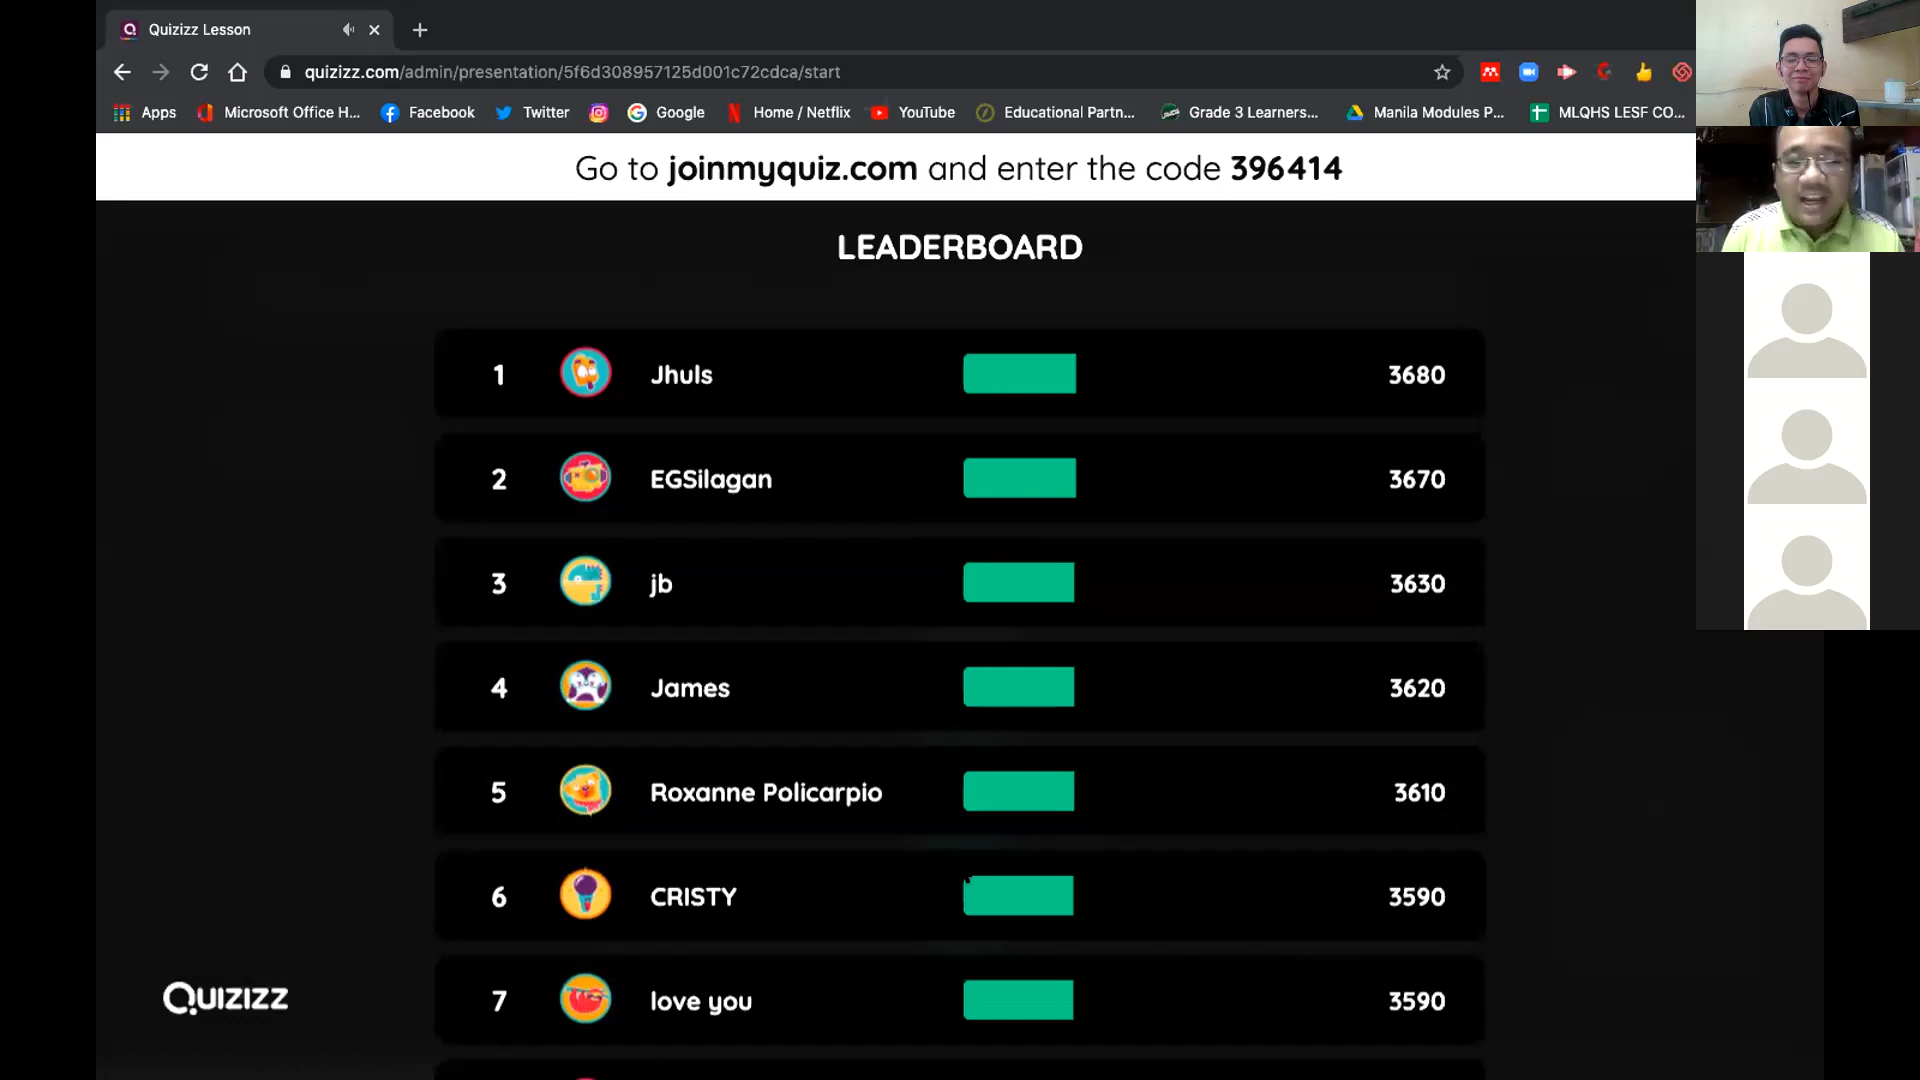 Quizizz Lesson
quizizz.com/admin/presentation/5f6d308957125d001c72cdca/start
Apps Microsoft Office H... Facebook Twitter Google Home / Netflix YouTube Educational Partn... Grade 3 Learners... Manila Modules P... MLQHS LESF CO...
Go to joinmyquiz.com and enter the code 396414
LEADERBOARD
1 Jhuls 3680
2 EGSilagan 3670
3 jb 3630
4 James 3620
5 Roxanne Policarpio 3610
6 CRISTY 3590
7 love you 3590
QUIZIZZ